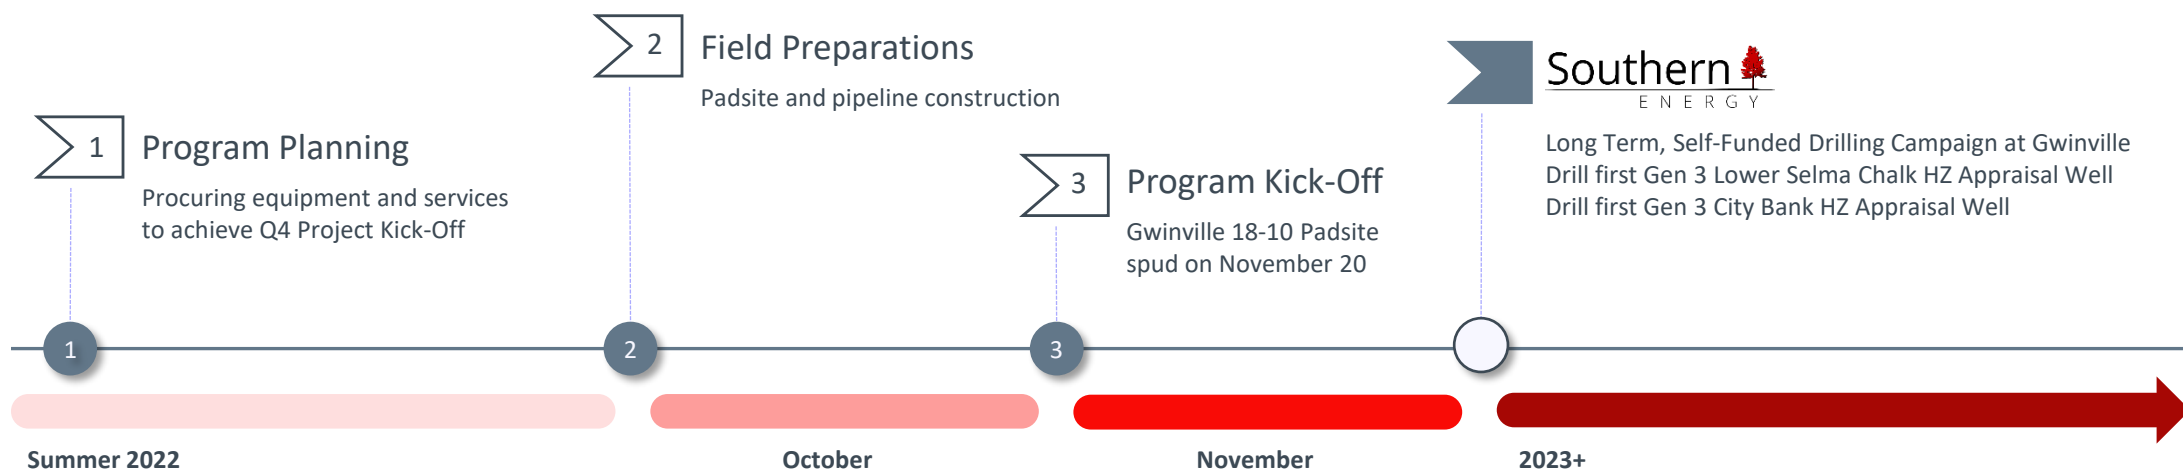 1
Program Planning
Procuring equipment and services
to achieve Q4 Project Kick-Off
2
Field Preparations
Padsite and pipeline construction
3
Program Kick-Off
Gwinville 18-10 Padsite
spud on November 20
Southern
ENERGY
Long Term, Self-Funded Drilling Campaign at Gwinville
Drill first Gen 3 Lower Selma Chalk HZ Appraisal Well
Drill first Gen 3 City Bank HZ Appraisal Well
1
2
3
Summer 2022
October
November
2023+